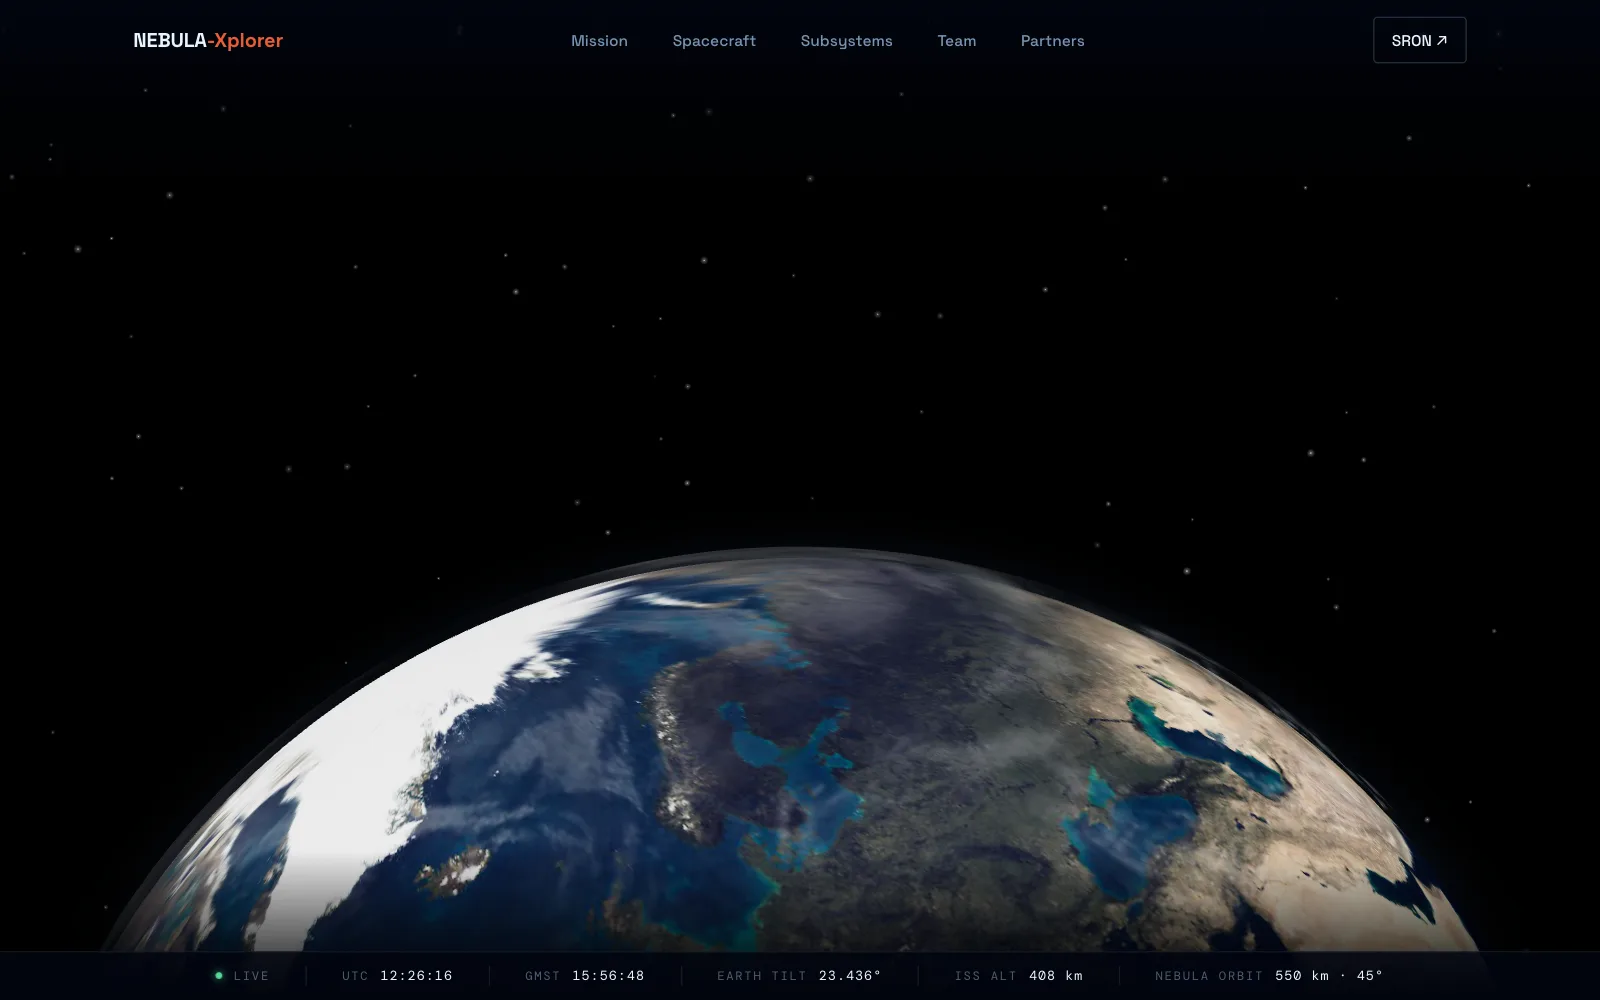 NEBULA-Xplorer
Mission Spacecraft Subsystems Team Partners
SRON ↗
LIVE UTC 12:26:16 GMST 15:56:48 EARTH TILT 23.436° ISS ALT 408 km NEBULA ORBIT 550 km · 45°